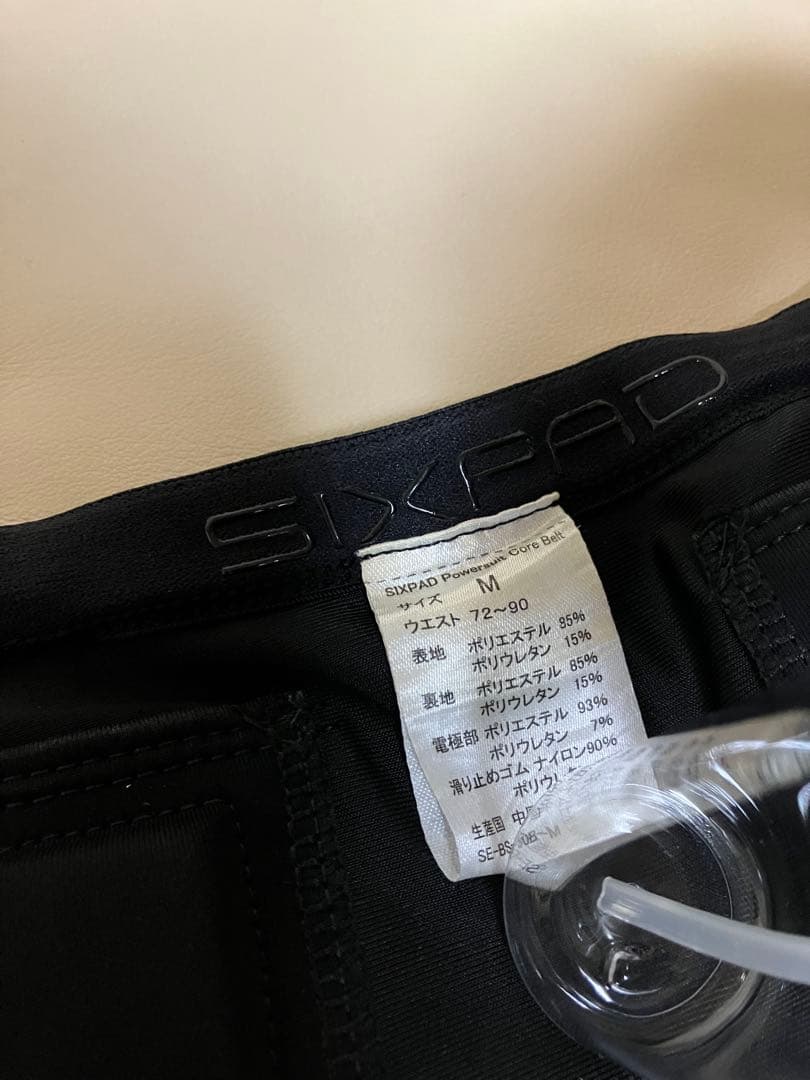 SIXPAD
SIXPAD Powersuit Core Belt
サイズ M
ウエスト 72～90
表地 ポリエステル 85%
ポリウレタン 15%
裏地 ポリエステル 85%
ポリウレタン 15%
電極部 ポリエステル 93%
ポリウレタン 7%
滑り止めゴム ナイロン90%
生産国